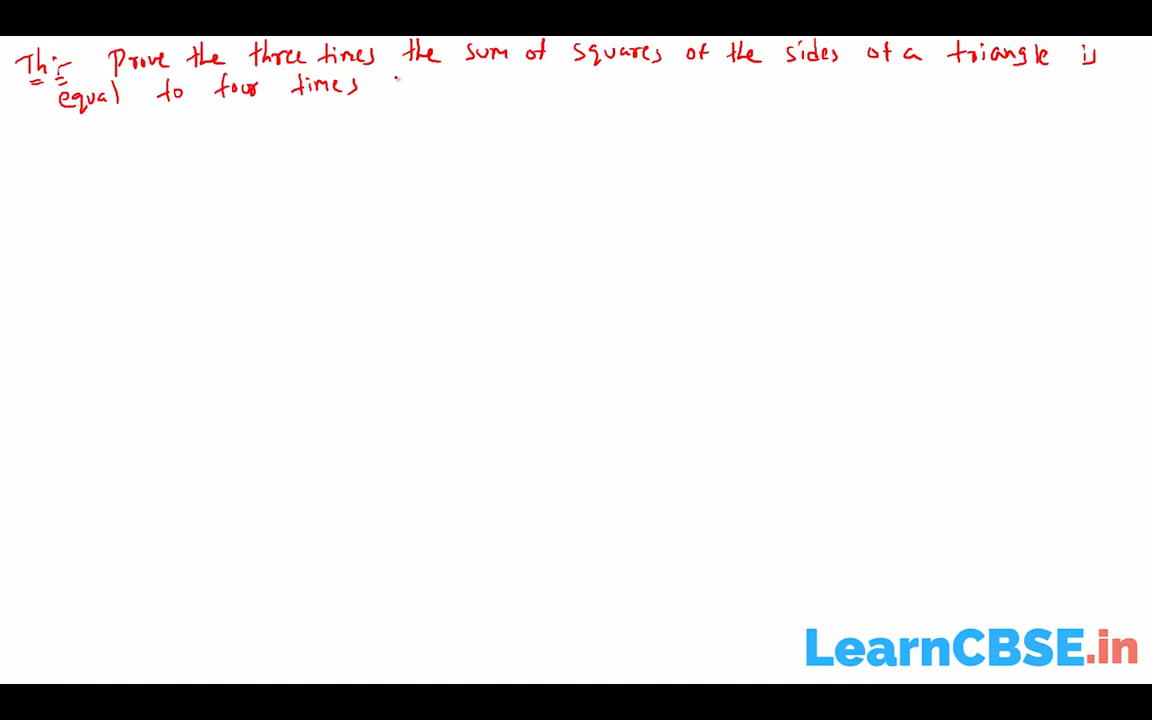 Th:- Prove the three times the sum of squares of the sides of a triangle is
equal to four times
LearnCBSE.in